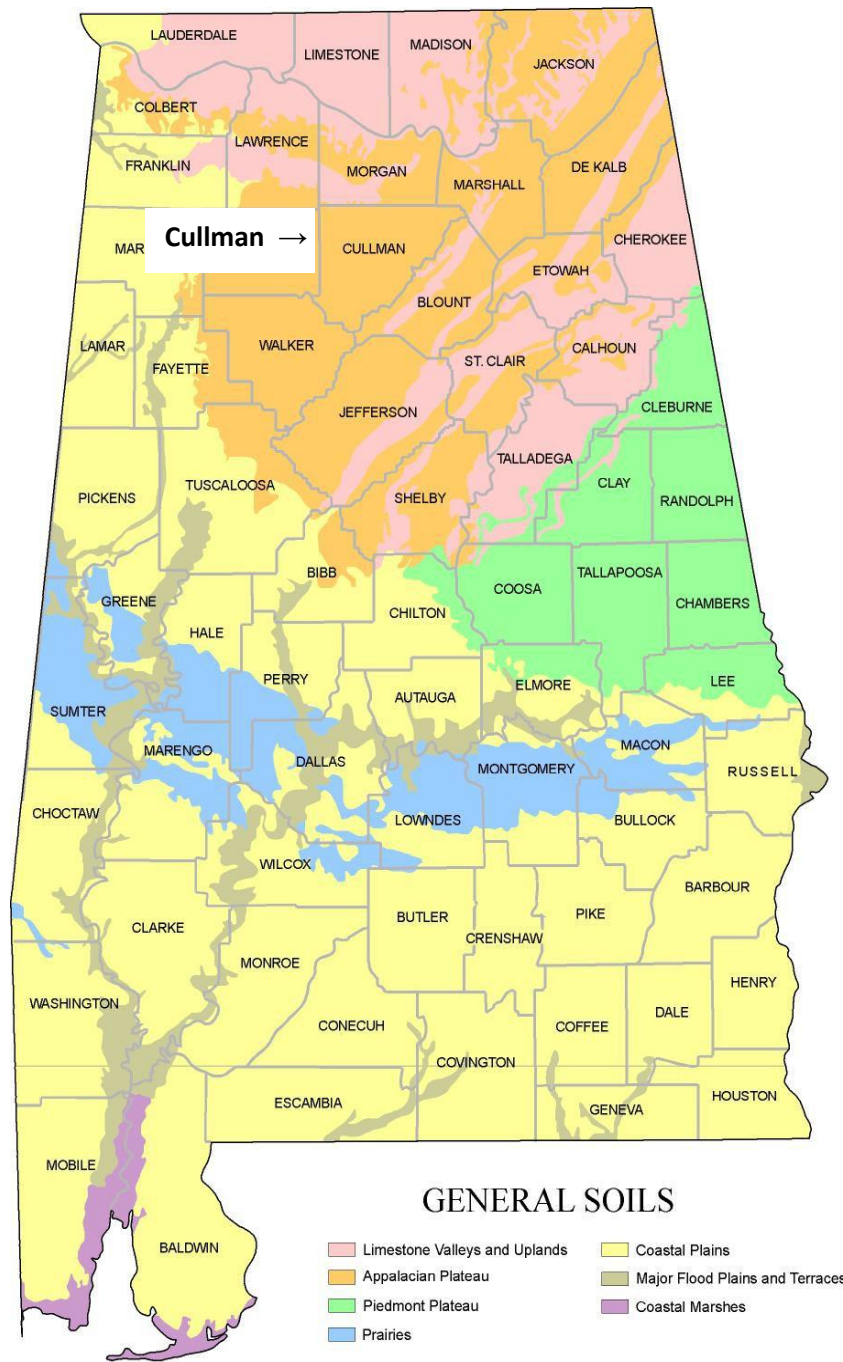 LAUDERDALE
LIMESTONE
MADISON
JACKSON
COLBERT
LAWRENCE
FRANKLIN
MORGAN
MARSHALL
DE KALB
MAR
Cullman →
CULLMAN
CHEROKEE
ETOWAH
BLOUNT
LAMAR
FAYETTE
WALKER
ST. CLAIR
CALHOUN
JEFFERSON
CLEBURNE
TALLADEGA
PICKENS
TUSCALOOSA
SHELBY
CLAY
RANDOLPH
BIBB
COOSA
TALLAPOOSA
CHAMBERS
GREENE
HALE
CHILTON
PERRY
AUTAUGA
ELMORE
LEE
SUMTER
MARENGO
DALLAS
MONTGOMERY
MACON
RUSSELL
CHOCTAW
LOWNDES
BULLOCK
WILCOX
BARBOUR
CLARKE
BUTLER
CRENSHAW
PIKE
MONROE
HENRY
WASHINGTON
CONECUH
COFFEE
DALE
COVINGTON
ESCAMBIA
GENEVA
HOUSTON
MOBILE
BALDWIN
GENERAL SOILS
Limestone Valleys and Uplands
Appalacian Plateau
Piedmont Plateau
Prairies
Coastal Plains
Major Flood Plains and Terraces
Coastal Marshes